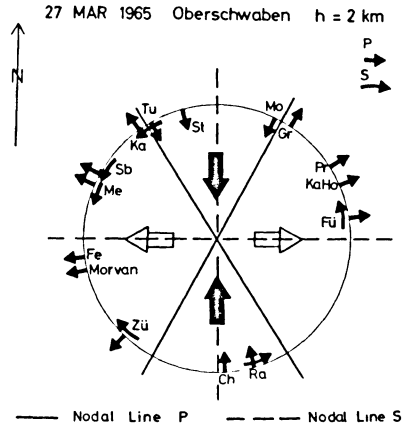 27 MAR 1965 Oberschwaben h = 2 km
P
S
N
Tu
St
Mo
Ka
Gr
Sb
Pr
Me
KaHo
Fü
Fe
Morvan
Zü
Ch
Ra
Nodal Line P
Nodal Line S